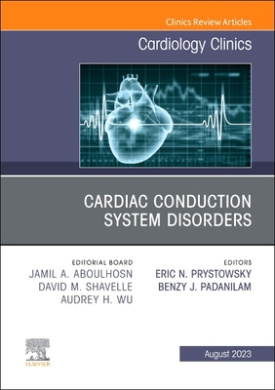 Clinics Review Articles
Cardiology Clinics
CARDIAC CONDUCTION
SYSTEM DISORDERS
EDITORIAL BOARD
JAMIL A. ABOULHOSN
DAVID M. SHAVELLE
AUDREY H. WU
EDITORS
ERIC N. PRYSTOWSKY
BENZY J. PADANILAM
ELSEVIER
August 2023